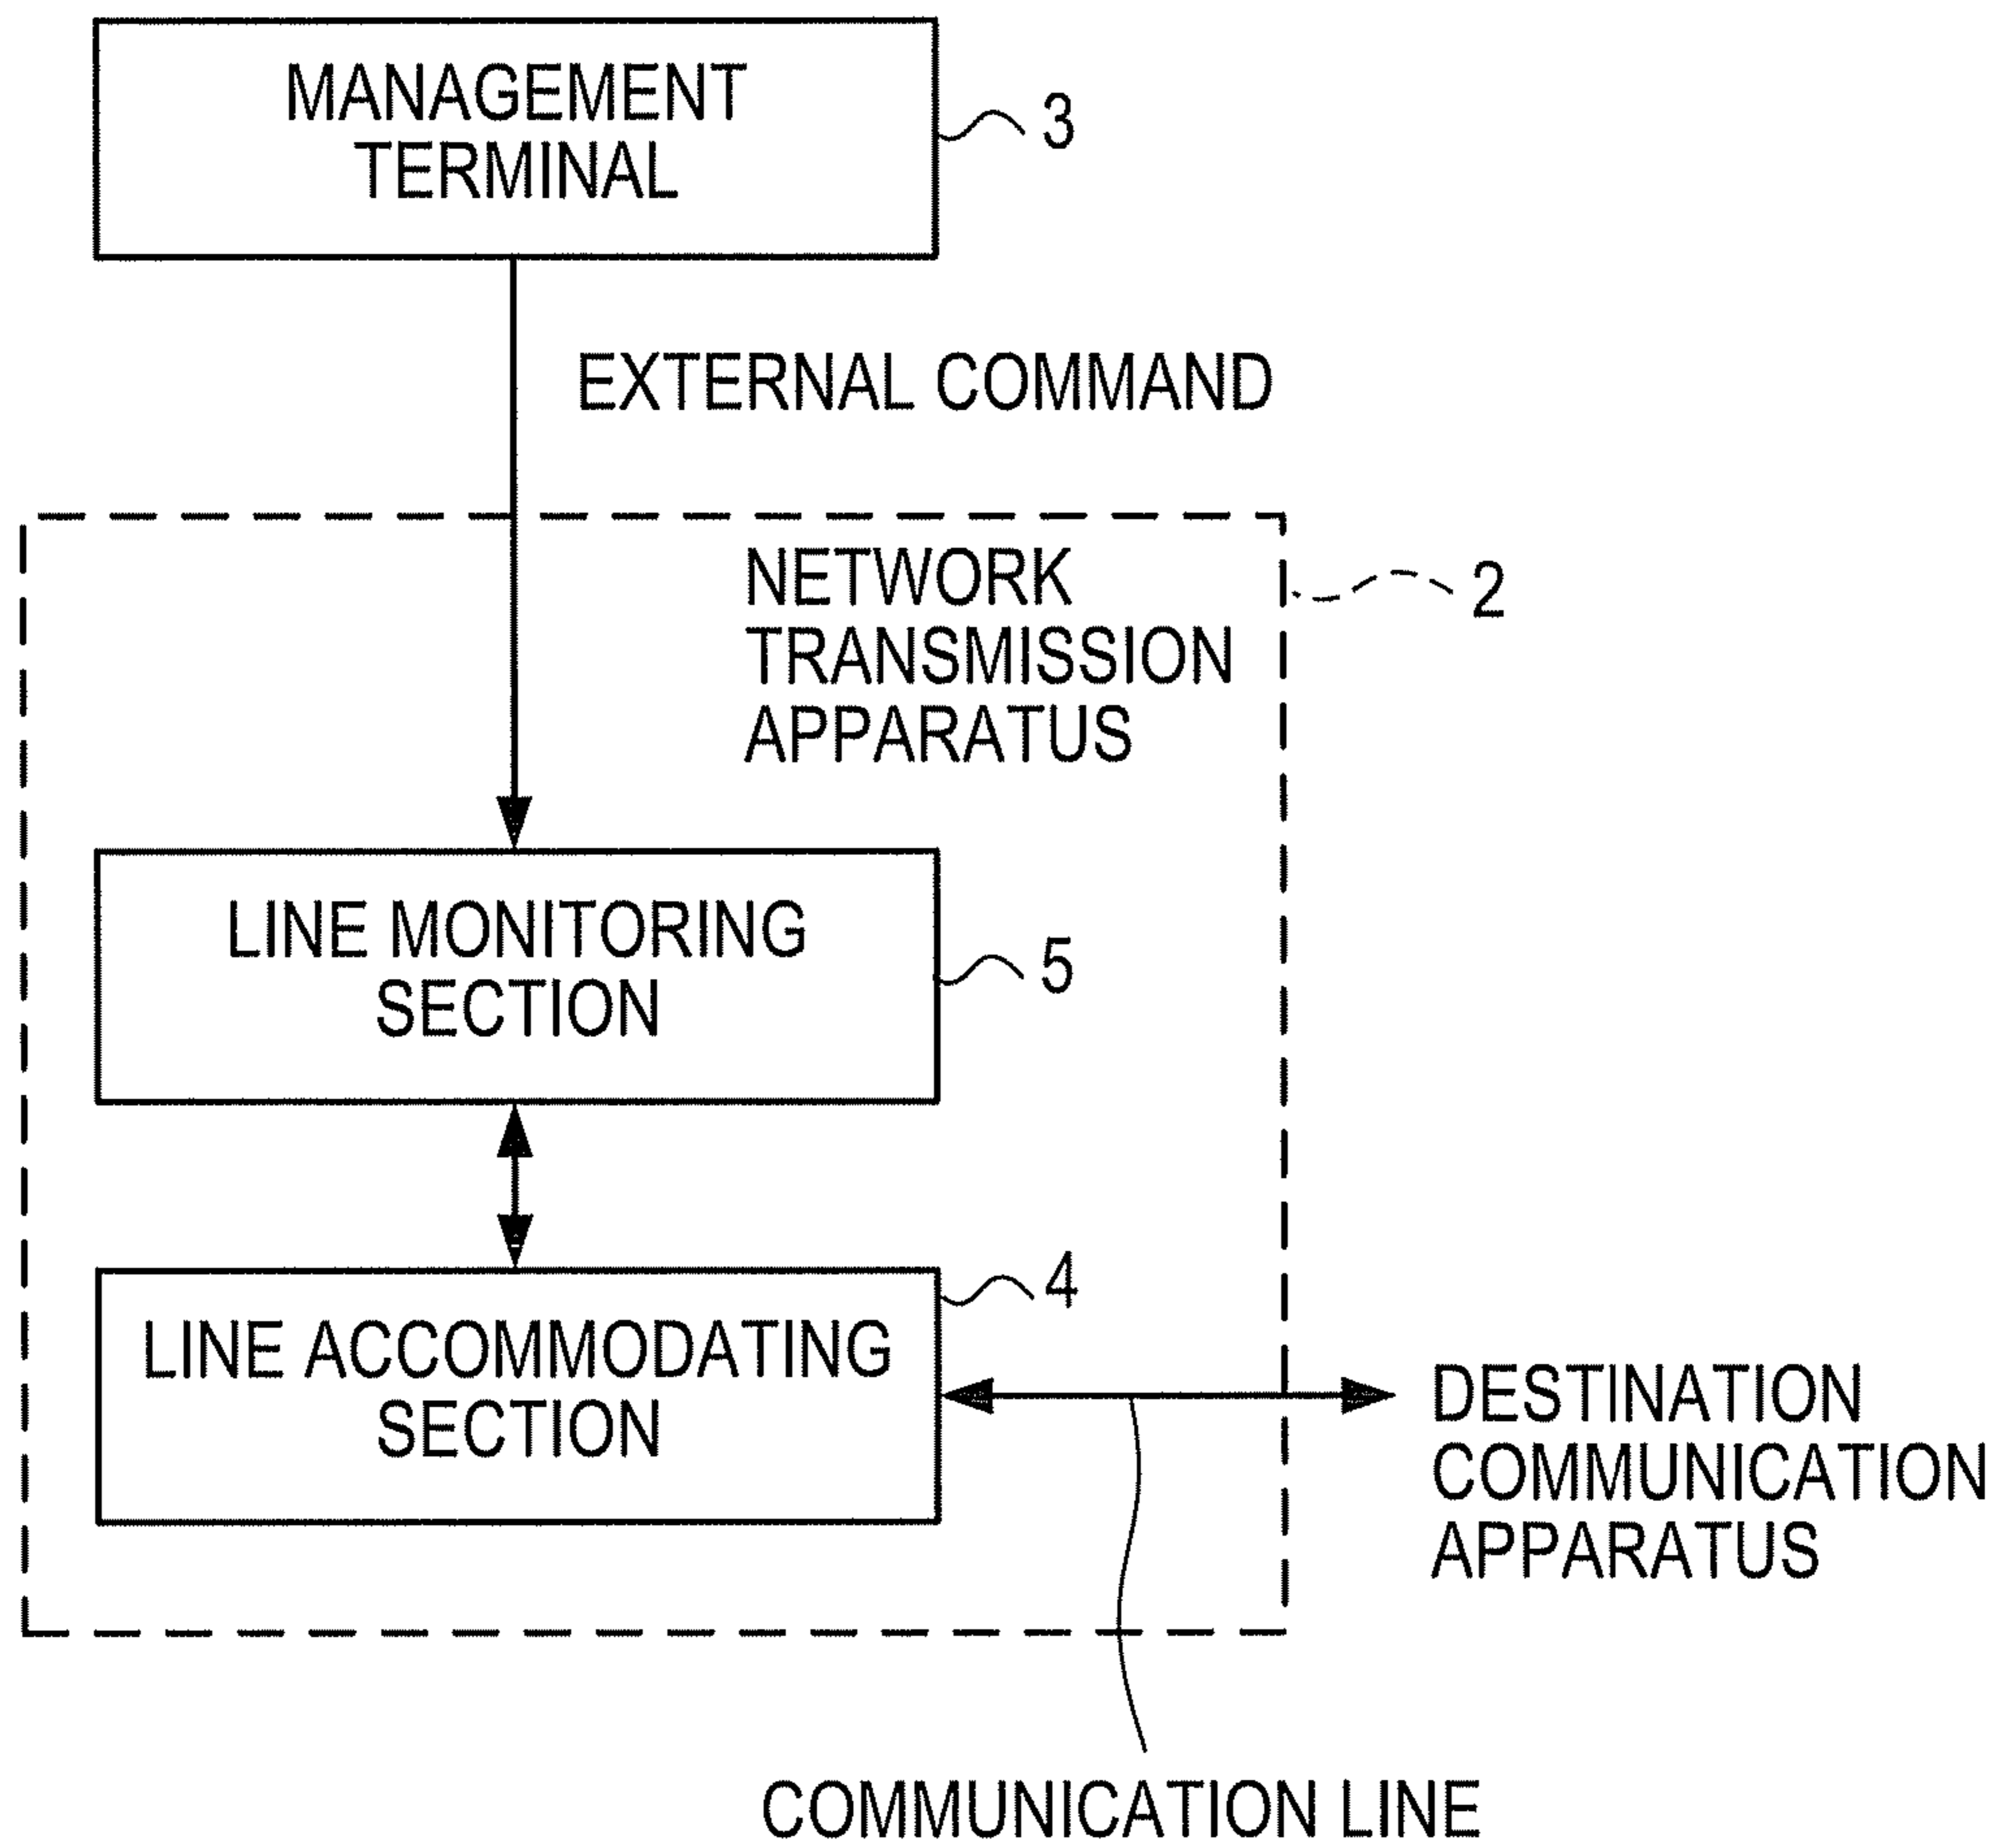 MANAGEMENT
TERMINAL
3
EXTERNAL COMMAND
NETWORK
TRANSMISSION
APPARATUS
2
LINE MONITORING
SECTION
5
4
LINE ACCOMMODATING
SECTION
DESTINATION
COMMUNICATION
APPARATUS
COMMUNICATION LINE